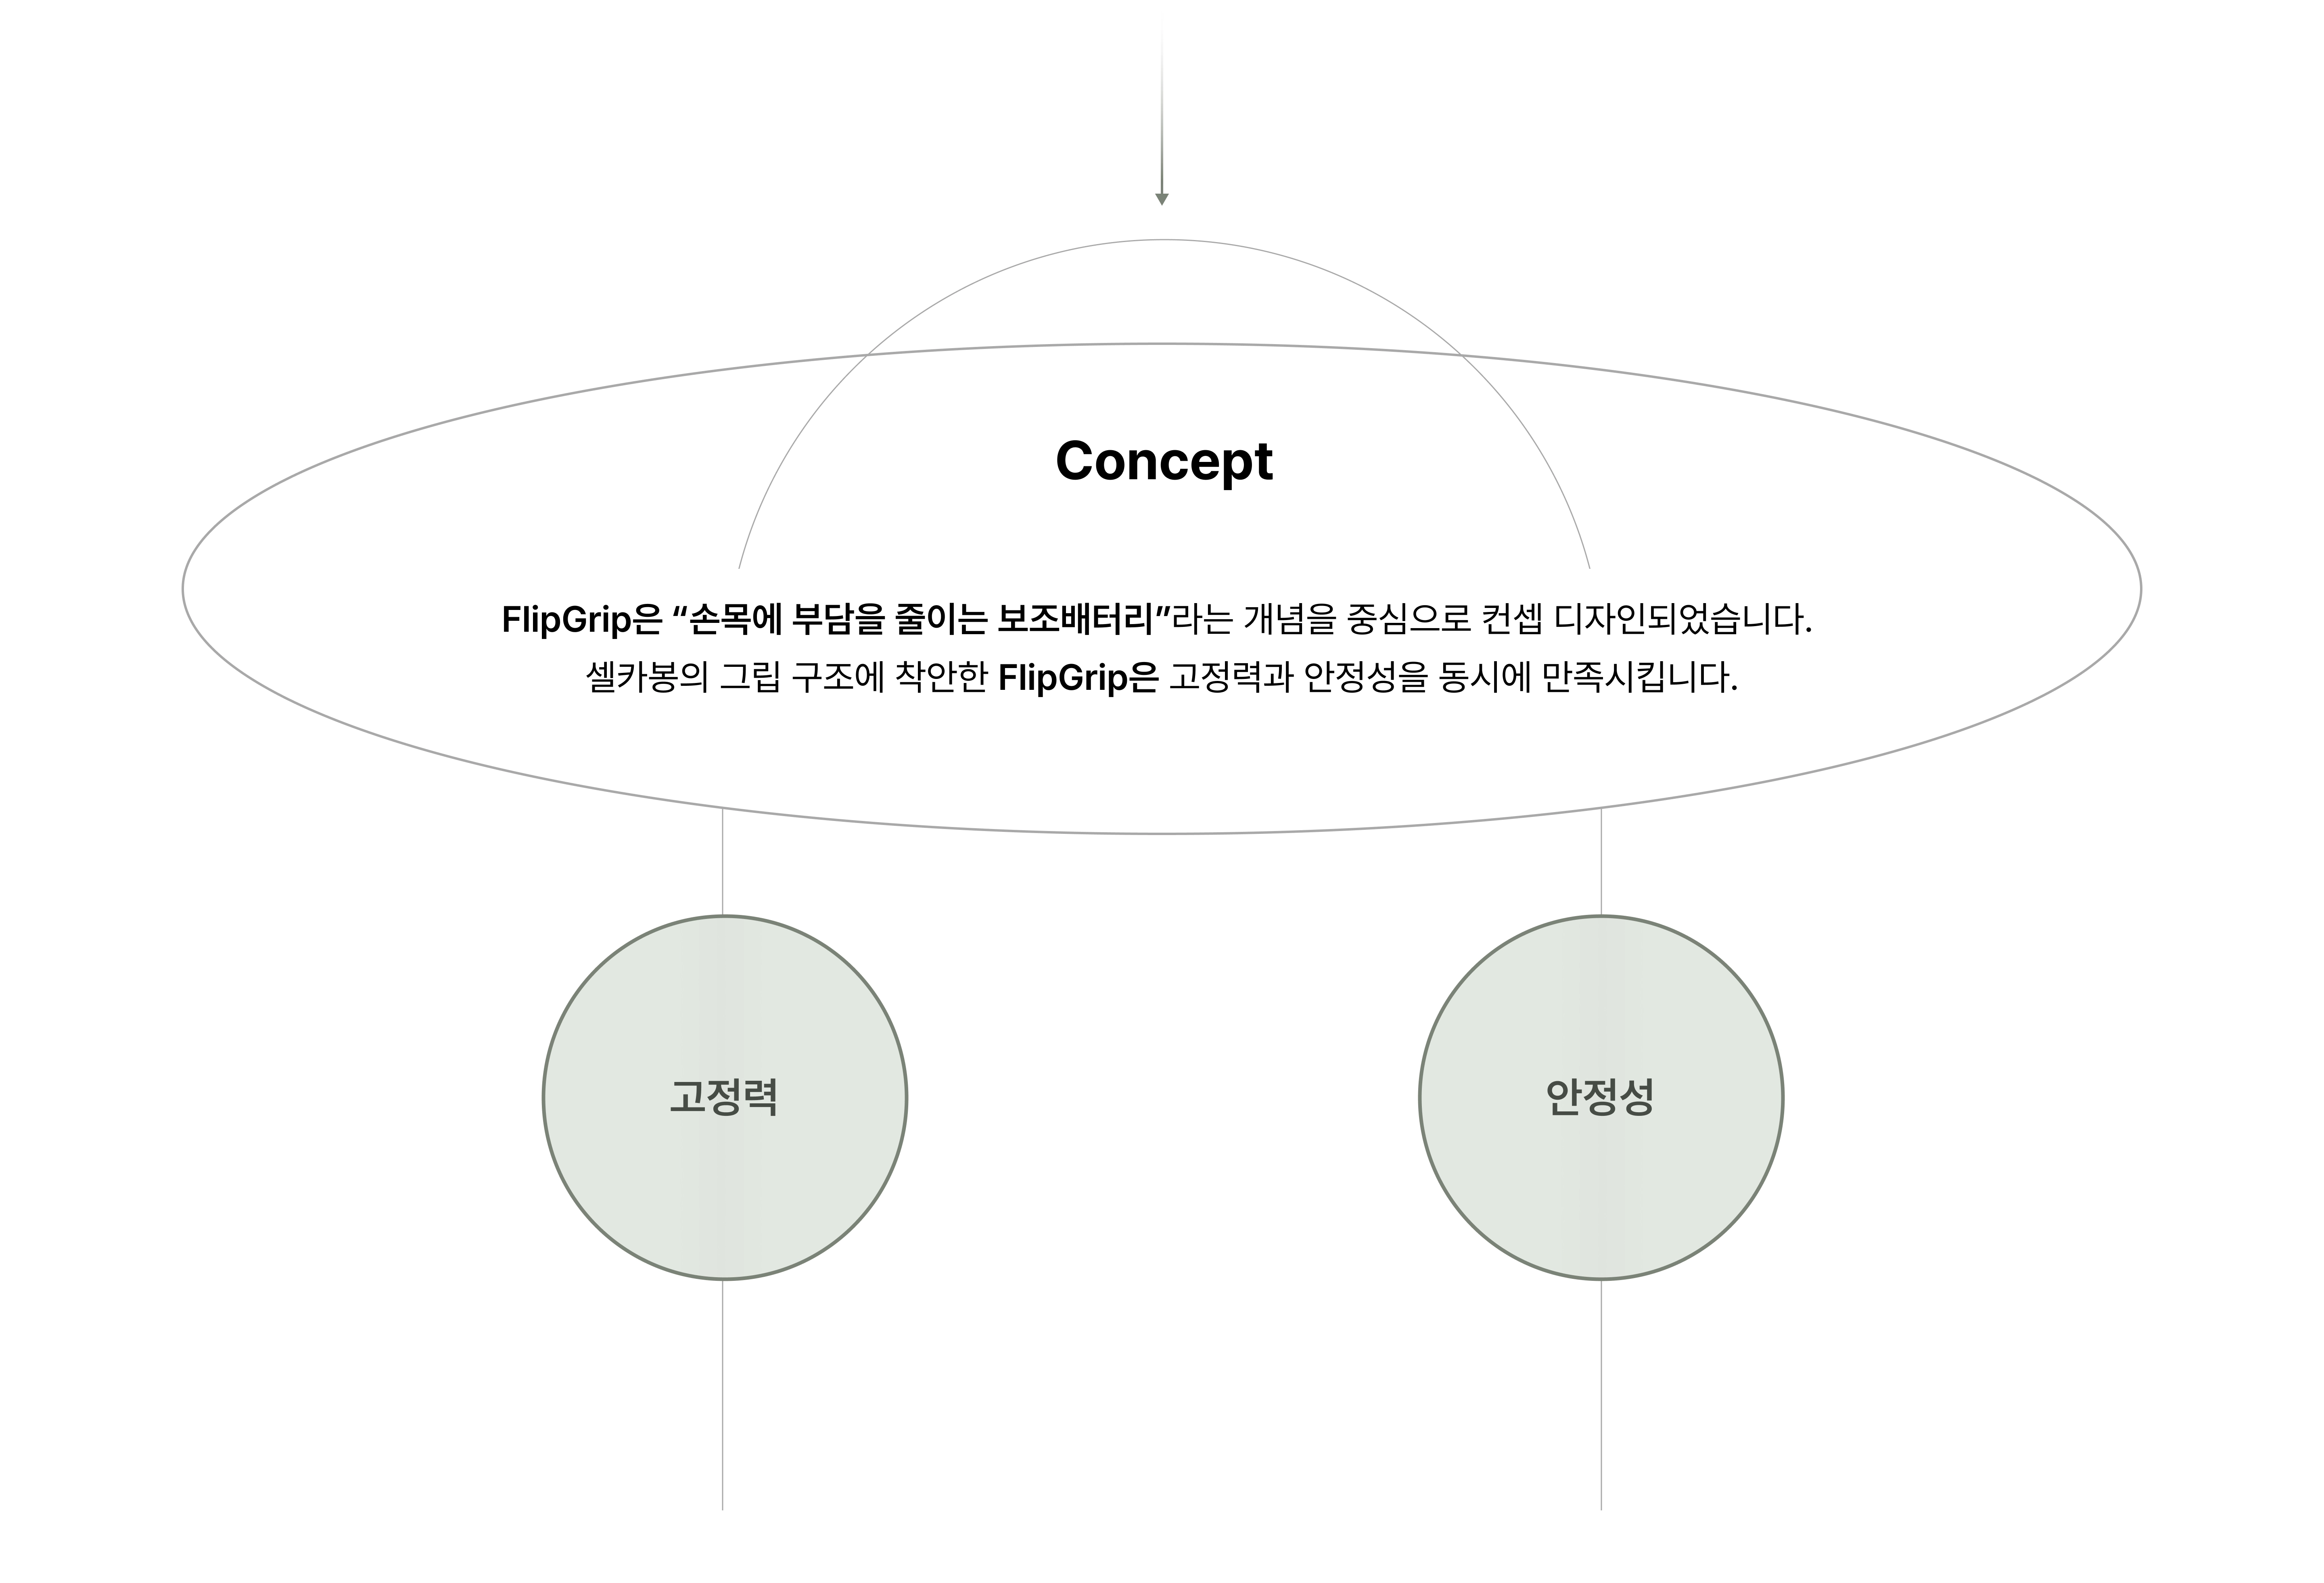 Concept
FlipGrip은 “손목에 부담을 줄이는 보조배터리”라는 개념을 중심으로 컨셉 디자인되었습니다.
셀카봉의 그립 구조에 착안한 FlipGrip은 고정력과 안정성을 동시에 만족시킵니다.
고정력
안정성